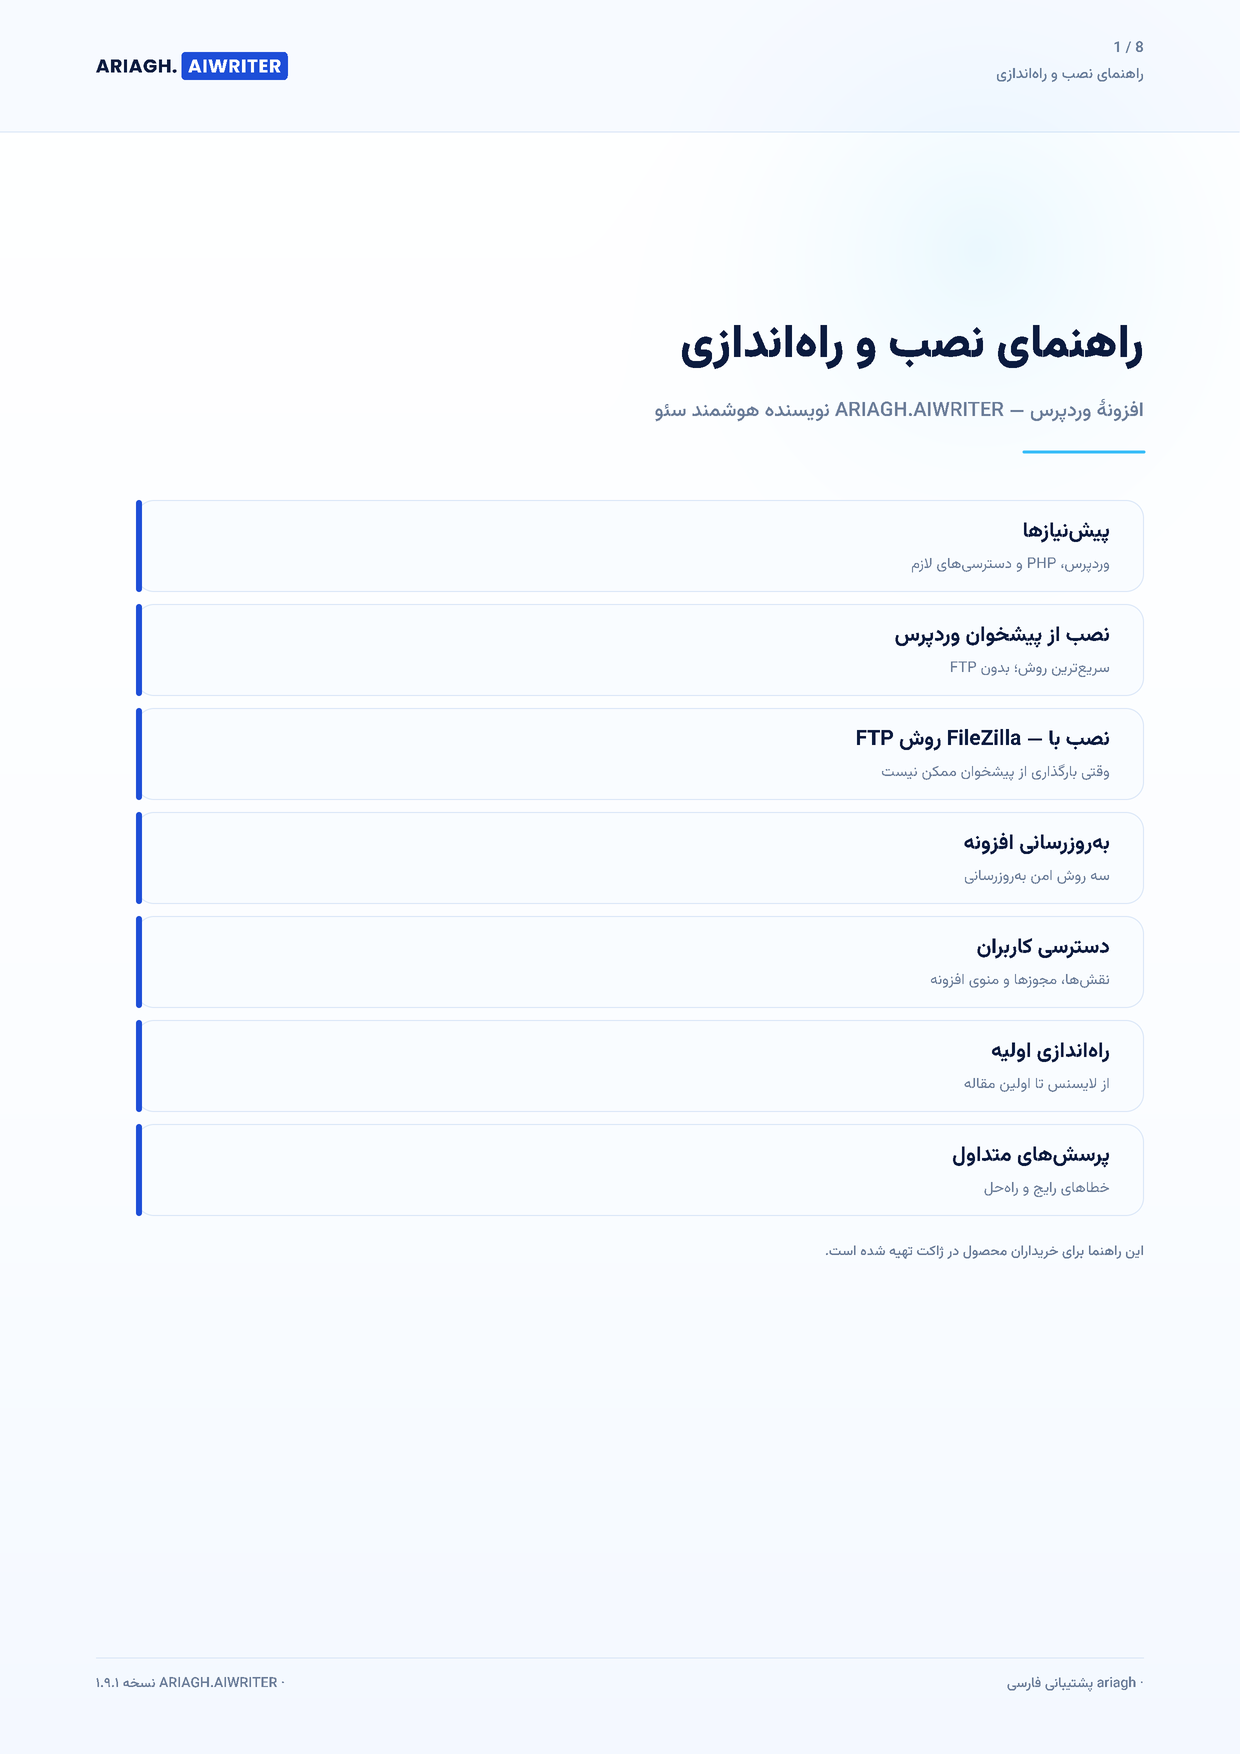 ARIAGH. AIWRITER
1 / 8
راهنمای نصب و راه‌اندازی
راهنمای نصب و راه‌اندازی
افزونهٔ وردپرس — ARIAGH.AIWRITER نویسنده هوشمند سئو
پیش‌نیازها
وردپرس، PHP و دسترسی‌های لازم
نصب از پیشخوان وردپرس
سریع‌ترین روش؛ بدون FTP
نصب با — FileZilla روش FTP
وقتی بارگذاری از پیشخوان ممکن نیست
به‌روزرسانی افزونه
سه روش امن به‌روزرسانی
دسترسی کاربران
نقش‌ها، مجوزها و منوی افزونه
راه‌اندازی اولیه
از لایسنس تا اولین مقاله
پرسش‌های متداول
خطاهای رایج و راه‌حل
این راهنما برای خریداران محصول در ژاکت تهیه شده است.
· ariagh پشتیبانی فارسی
· ARIAGH.AIWRITER نسخه ۱.۹.۱